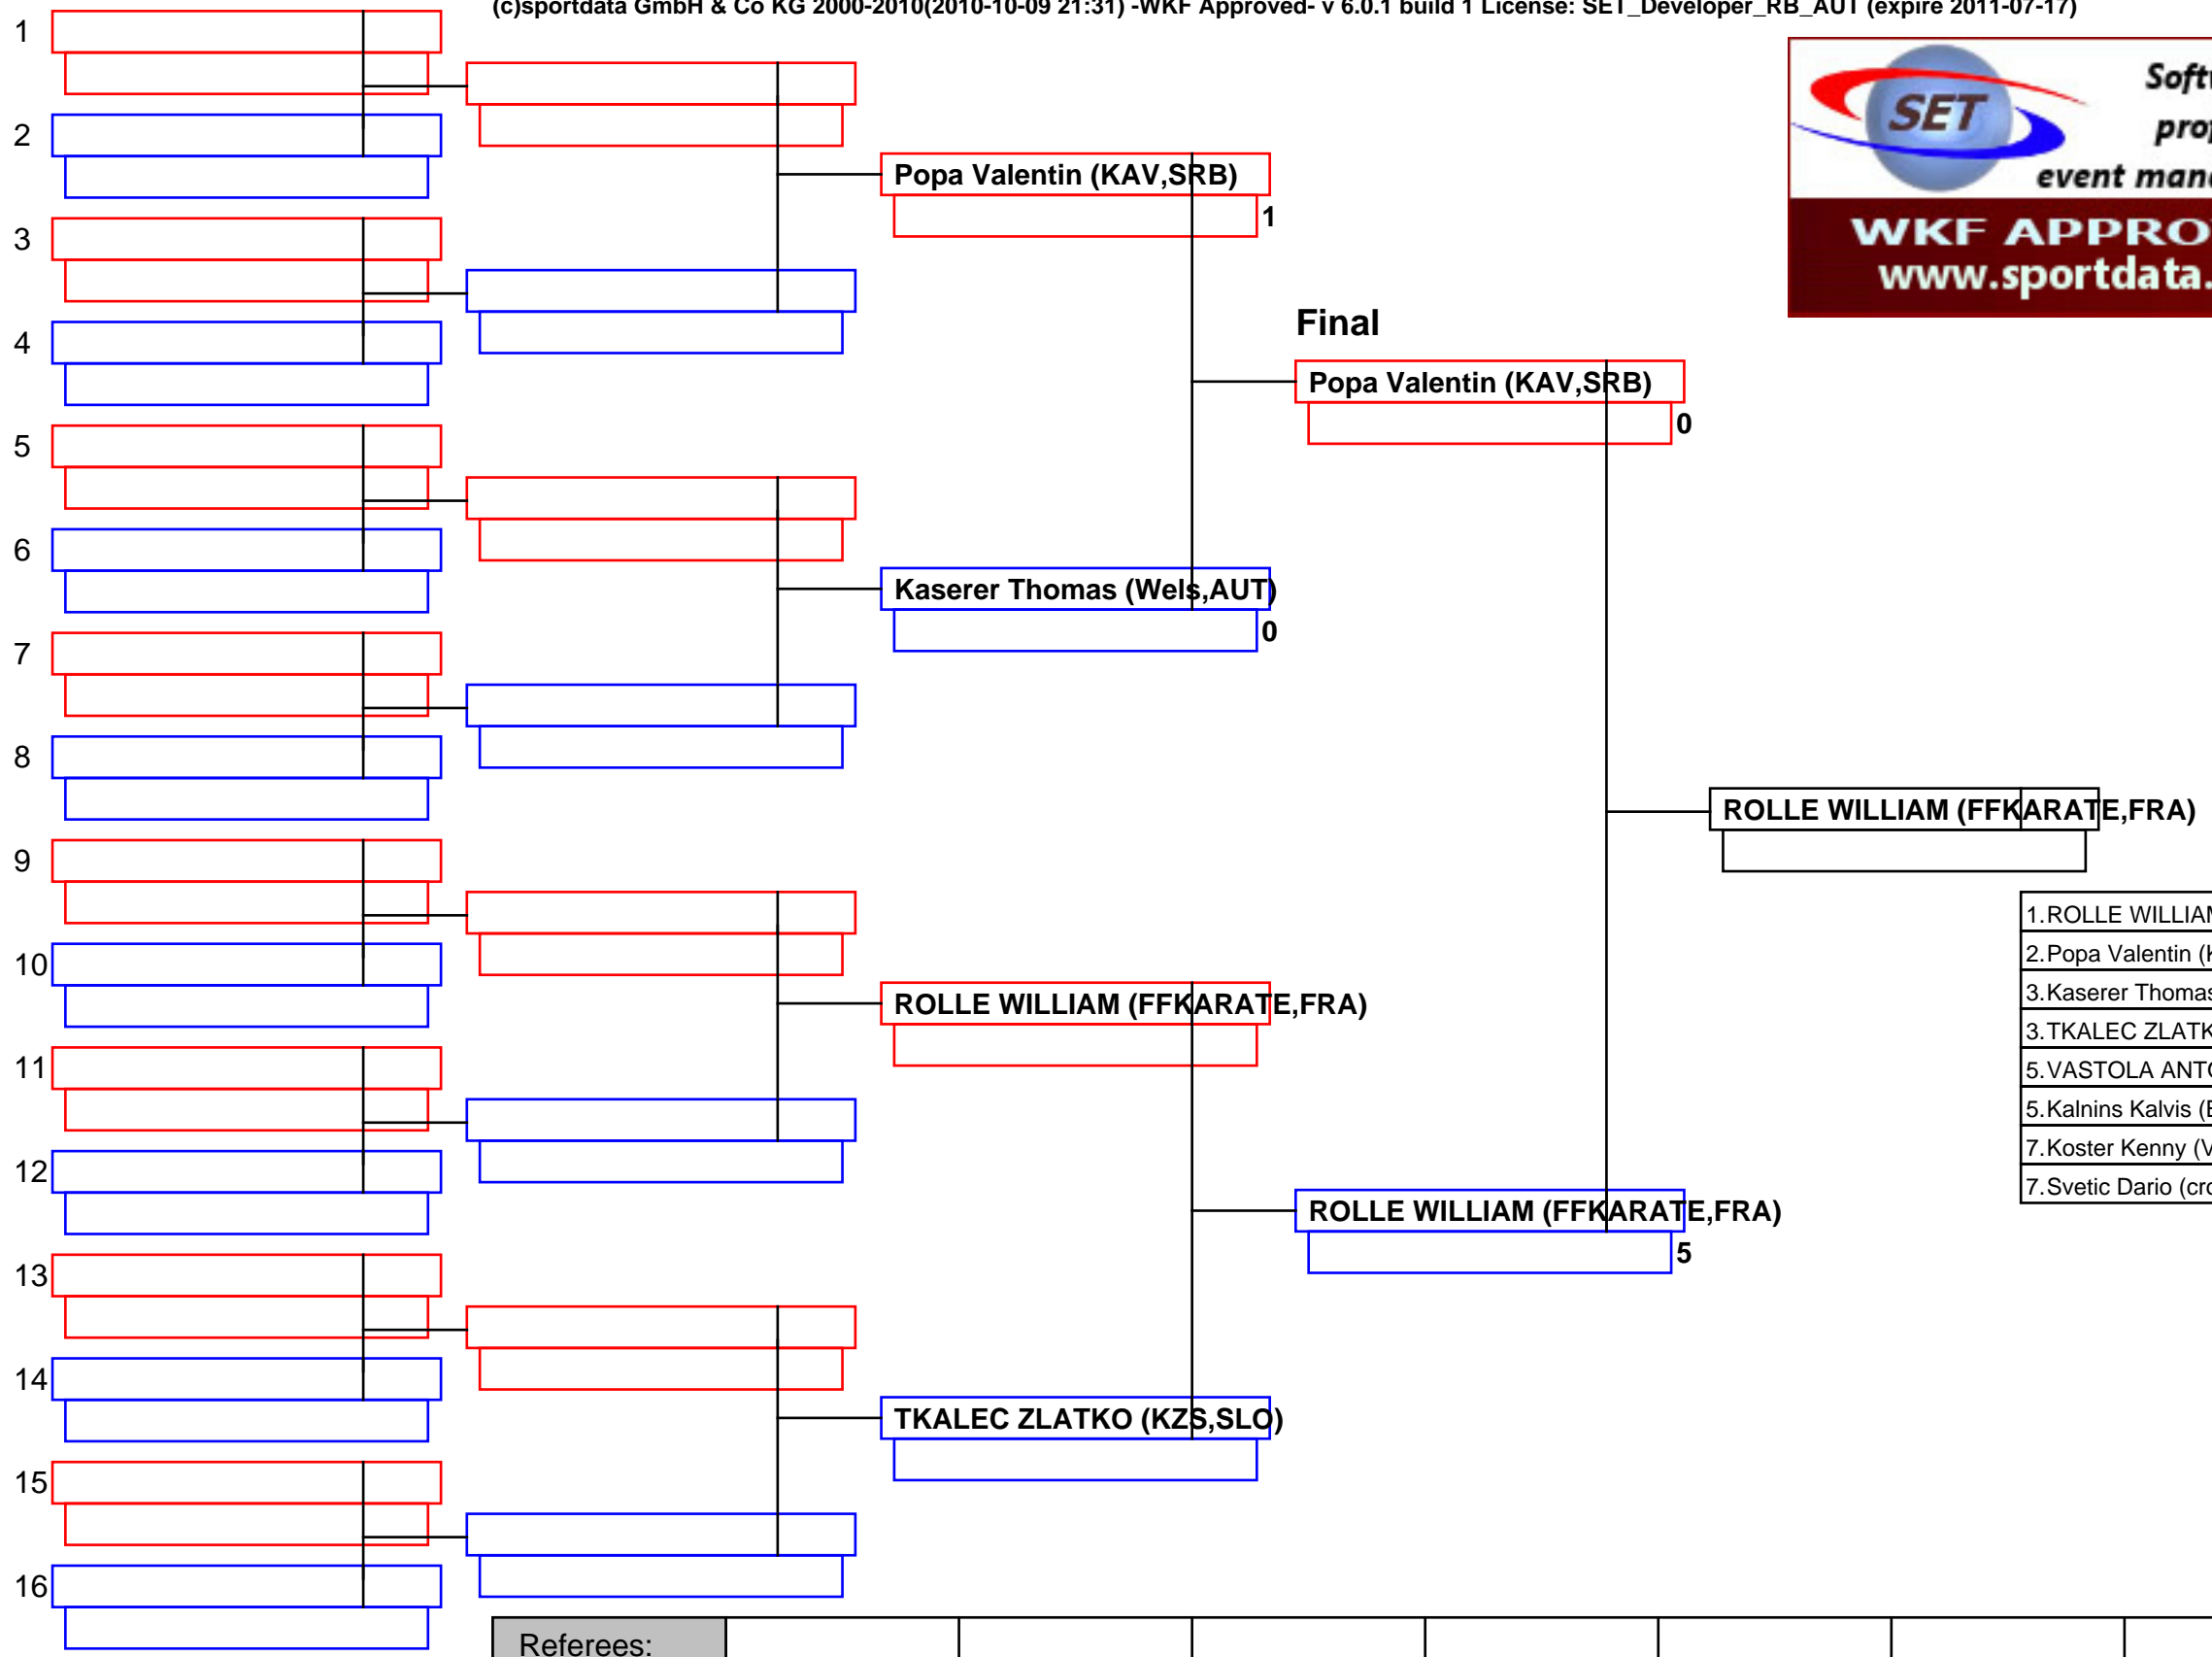 (c)sportdata GmbH & Co KG 2000-2010(2010-10-09 21:31) -WKF Approved- v 6.0.1 build 1 License: SET_Developer_RB_AUT (expire 2011-07-17)
SET
event
WKF
www.sportdata.
1
2
3
4
5
6
7
8
9
10
11
12
13
14
15
16
Popa Valentin (KAV,SRB)
1
Kaserer Thomas (Wels,AUT)
0
ROLLE WILLIAM (FFKARATE,FRA)
TKALEC ZLATKO (KZS,SLO)
Final
Popa Valentin (KAV,SRB)
0
ROLLE WILLIAM (FFKARATE,FRA)
5
ROLLE WILLIAM (FFKARATE,FRA)
1.ROLLE
2.Popa Valentin
3.Kaserer Thomas
3.TKALEC
5.VASTOLA
5.Kalnins Kalvis
7.Koster Kenny
7.Svetic Dario
Referees: